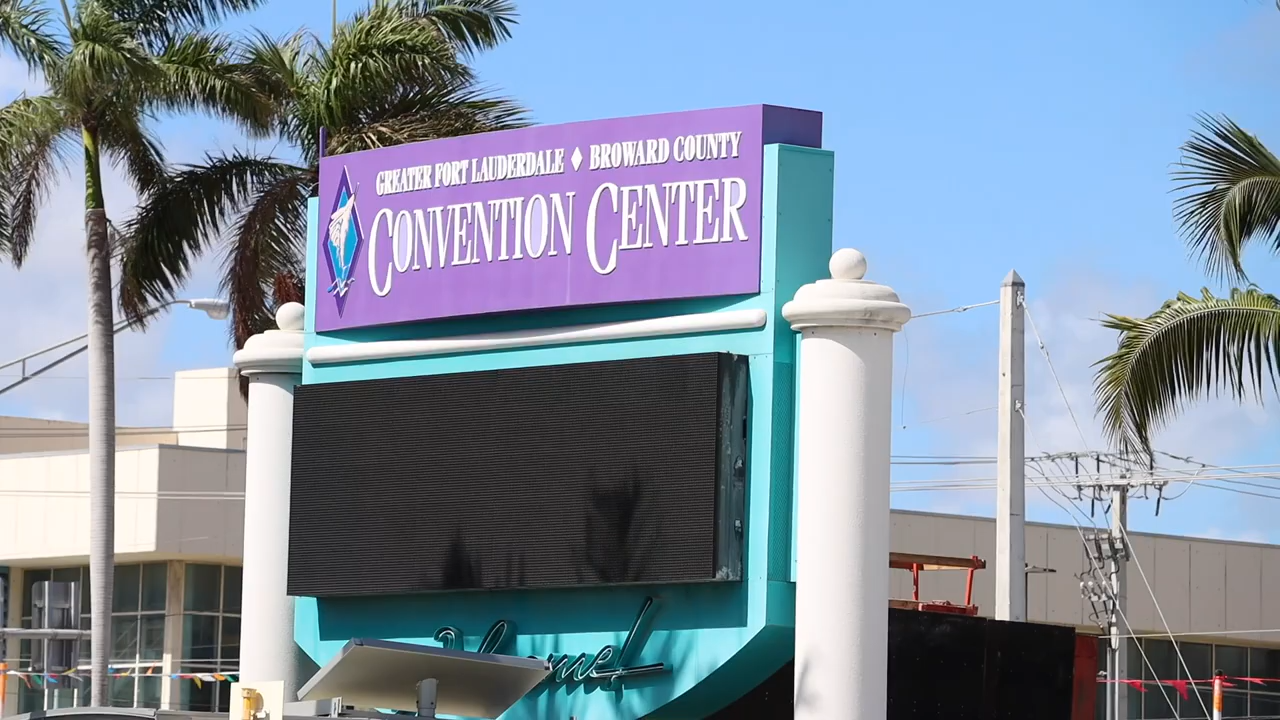 GREATER FORT LAUDERDALE ♦ BROWARD COUNTY
CONVENTION CENTER